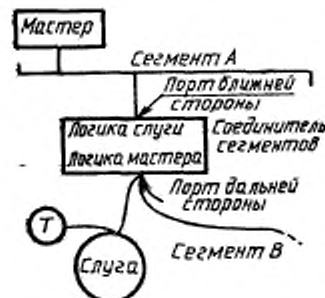 Мастер
Сегмент А
Порт ближней
стороны
Логика слуги
Логика мастера
Соединитель
сегментов
Порт дальней
стороны
Т
Слуга
Сегмент В